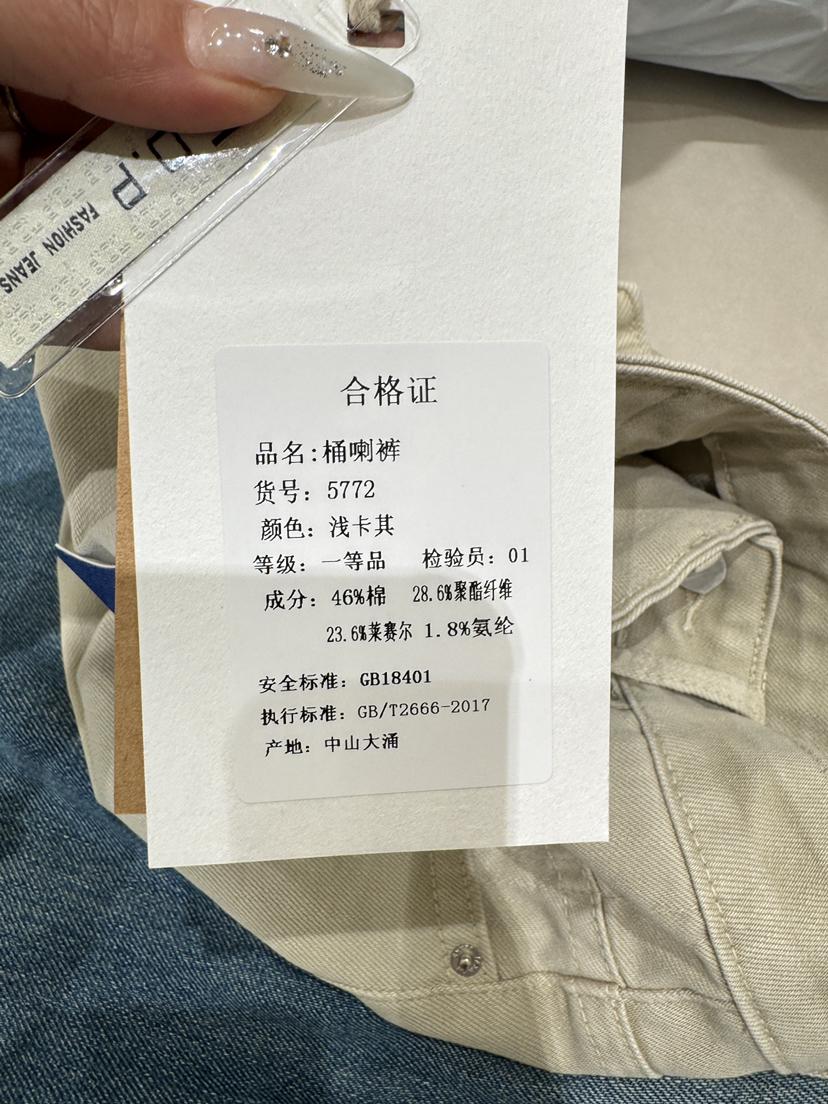 O.P
FASHION JEANS
合格证
品名:桶喇裤
货号: 5772
颜色: 浅卡其
等级: 一等品 检验员: 01
成分: 46%棉 28.6%聚酯纤维
23.6%莱赛尔 1.8%氨纶
安全标准: GB18401
执行标准: GB/T2666-2017
产地: 中山大涌